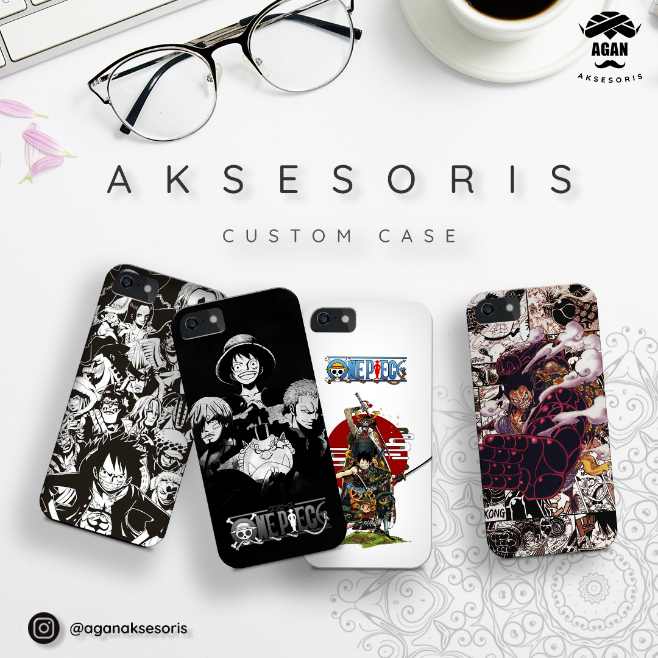 AGAN
AKSESORIS
AKSESORIS
CUSTOM CASE
ONE PIECE
ONE PIECE
KONG
@aganaksesoris